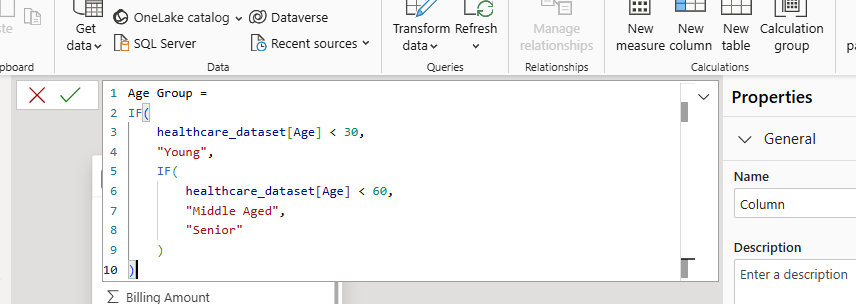 Get
data
OneLake catalog
SQL Server
Dataverse
Recent sources
Transform
data
Refresh
Manage
relationships
New
measure
New
column
New
table
Calculation
group
Data
Queries
Relationships
Calculations
1 Age Group =
2 IF(
3 healthcare_dataset[Age] < 30,
4 "Young",
5 IF(
6 healthcare_dataset[Age] < 60,
7 "Middle Aged",
8 "Senior"
9 )
10 )
Σ Billing Amount
Properties
General
Name
Column
Description
Enter a description